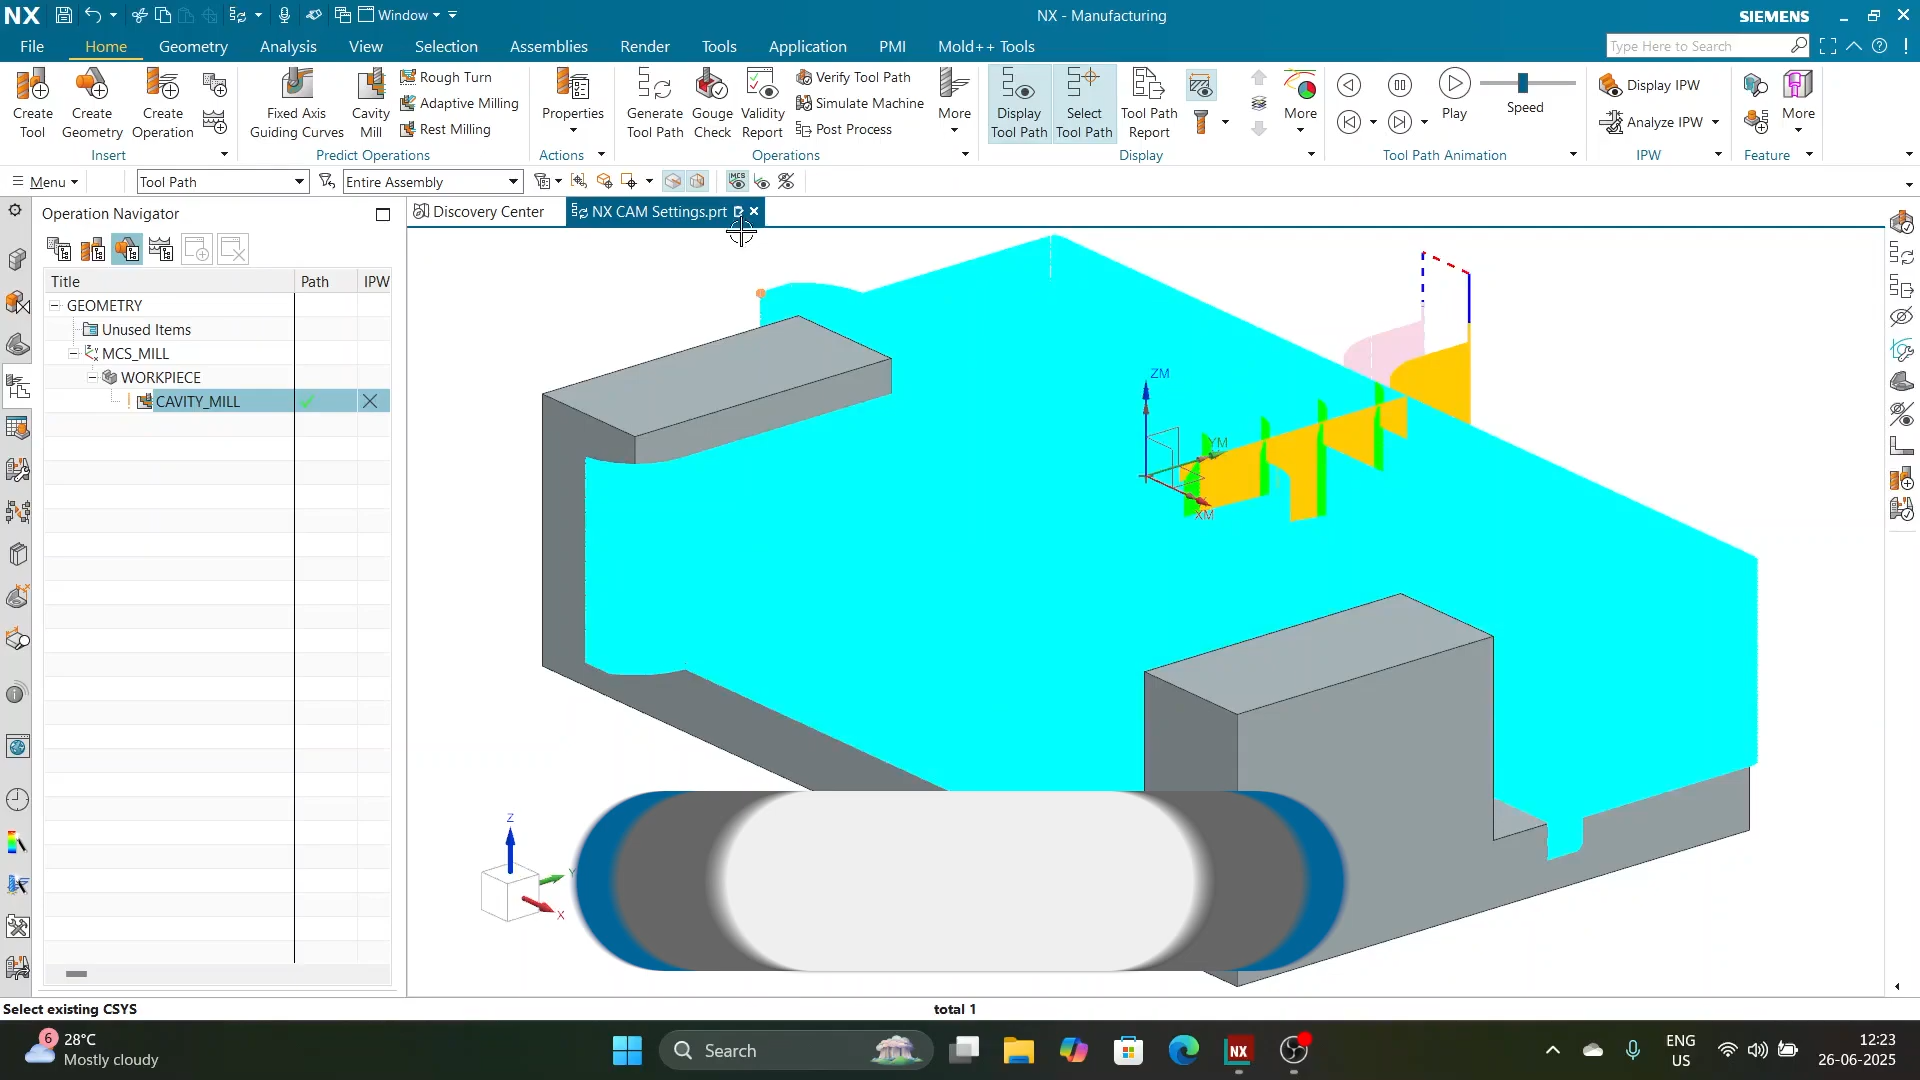 NX
Window
NX - Manufacturing
SIEMENS
File
Home
Geometry
Analysis
View
Selection
Assemblies
Render
Tools
Application
PMI
Mold++ Tools
Type Here to Search
Create Tool
Create Geometry
Create Operation
Insert
Fixed Axis Guiding Curves
Cavity Mill
Rough Turn
Adaptive Milling
Rest Milling
Predict Operations
Properties
Actions
Generate Tool Path
Gouge Check
Validity Report
Verify Tool Path
Simulate Machine
Post Process
More
Operations
Display Tool Path
Select Tool Path
Tool Path Report
More
Display
Play
Speed
Tool Path Animation
Display IPW
Analyze IPW
IPW
More
Feature
Menu
Tool Path
Entire Assembly
MCS
Operation Navigator
Discovery Center
NX CAM Settings.prt
Title
Path
IPW
GEOMETRY
Unused Items
MCS_MILL
WORKPIECE
CAVITY_MILL
ZM
YM
XM
Z
Y
X
Select existing CSYS
total 1
6
28°C
Mostly cloudy
Search
NX
ENG
US
12:23
26-06-2025